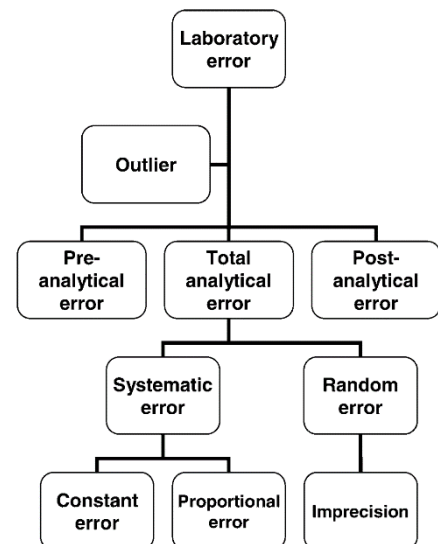 Laboratory
error
Outlier
Pre-
analytical
error
Total
analytical
error
Post-
analytical
error
Systematic
error
Random
error
Constant
error
Proportional
error
Imprecision